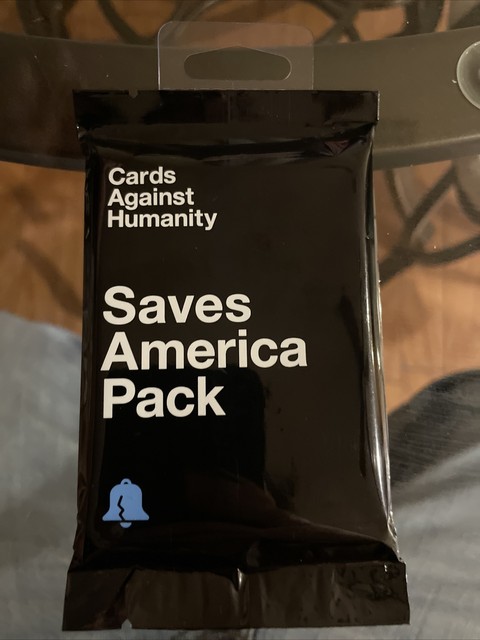 Cards
Against
Humanity
Saves
America
Pack